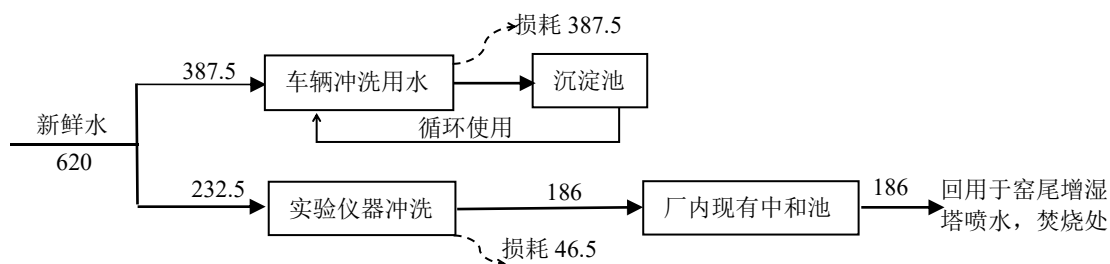 损耗 387.5
387.5
车辆冲洗用水
沉淀池
新鲜水
循环使用
620
232.5
实验仪器冲洗
186
厂内现有中和池
186
回用于窑尾增湿
塔喷水，焚烧处
损耗 46.5